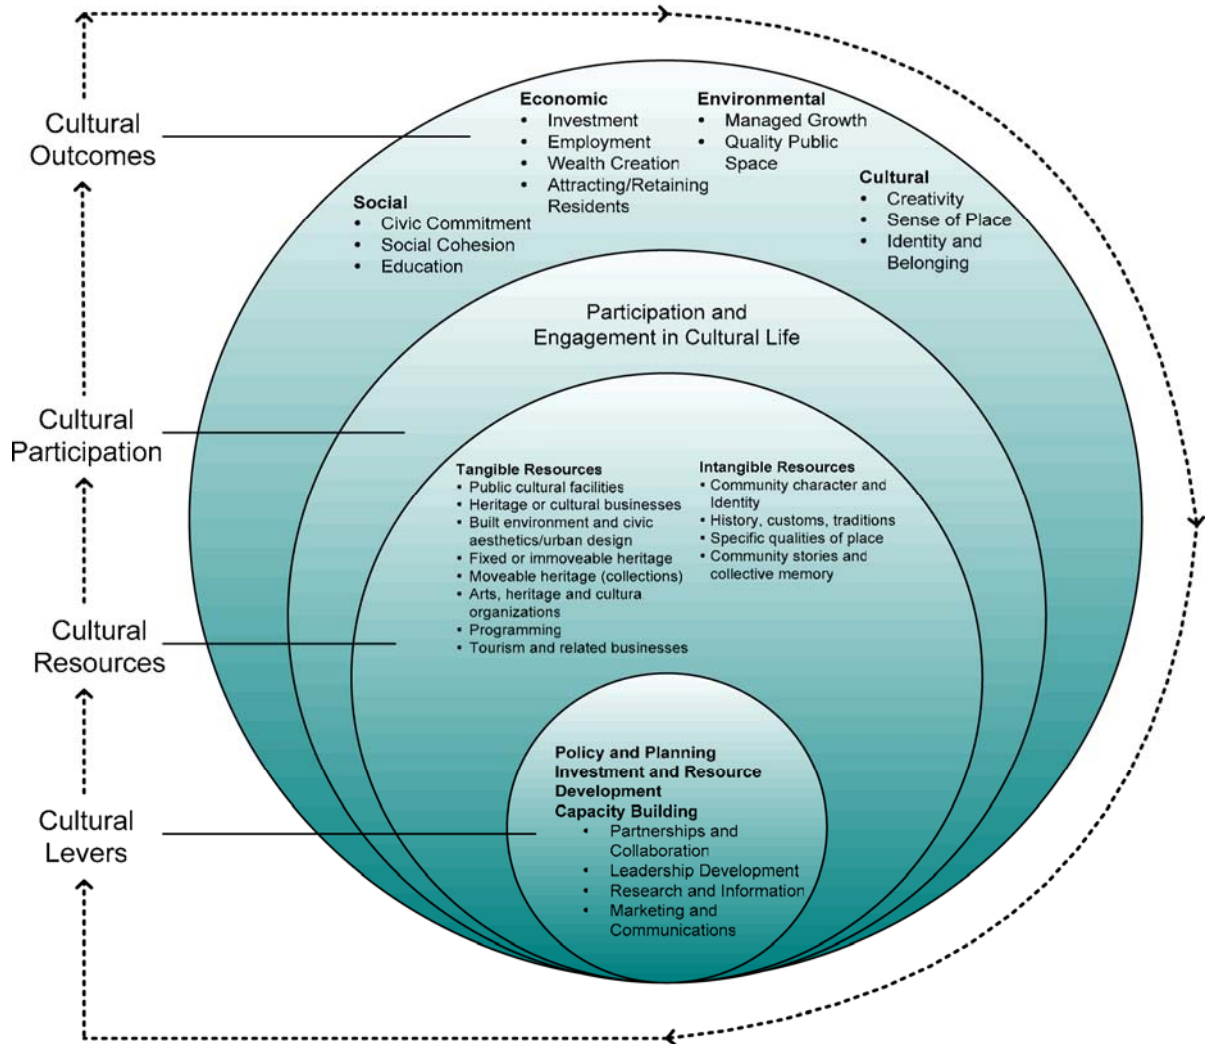 Cultural
Outcomes
Economic
• Investment
• Employment
• Wealth Creation
• Attracting/Retaining
Residents
Environmental
• Managed Growth
• Quality Public
Space
Social
• Civic Commitment
• Social Cohesion
• Education
Cultural
• Creativity
• Sense of Place
• Identity and
Belonging
Cultural
Participation
Participation and
Engagement in Cultural Life
Cultural
Resources
Tangible Resources
• Public cultural facilities
• Heritage or cultural businesses
• Built environment and civic
aesthetics/urban design
• Fixed or immoveable heritage
• Moveable heritage (collections)
• Arts, heritage and cultura
organizations
• Programming
• Tourism and related businesses
Intangible Resources
• Community character and
Identity
• History, customs, traditions
• Specific qualities of place
• Community stories and
collective memory
Cultural
Levers
Policy and Planning
Investment and Resource
Development
Capacity Building
• Partnerships and
Collaboration
• Leadership Development
• Research and Information
• Marketing and
Communications